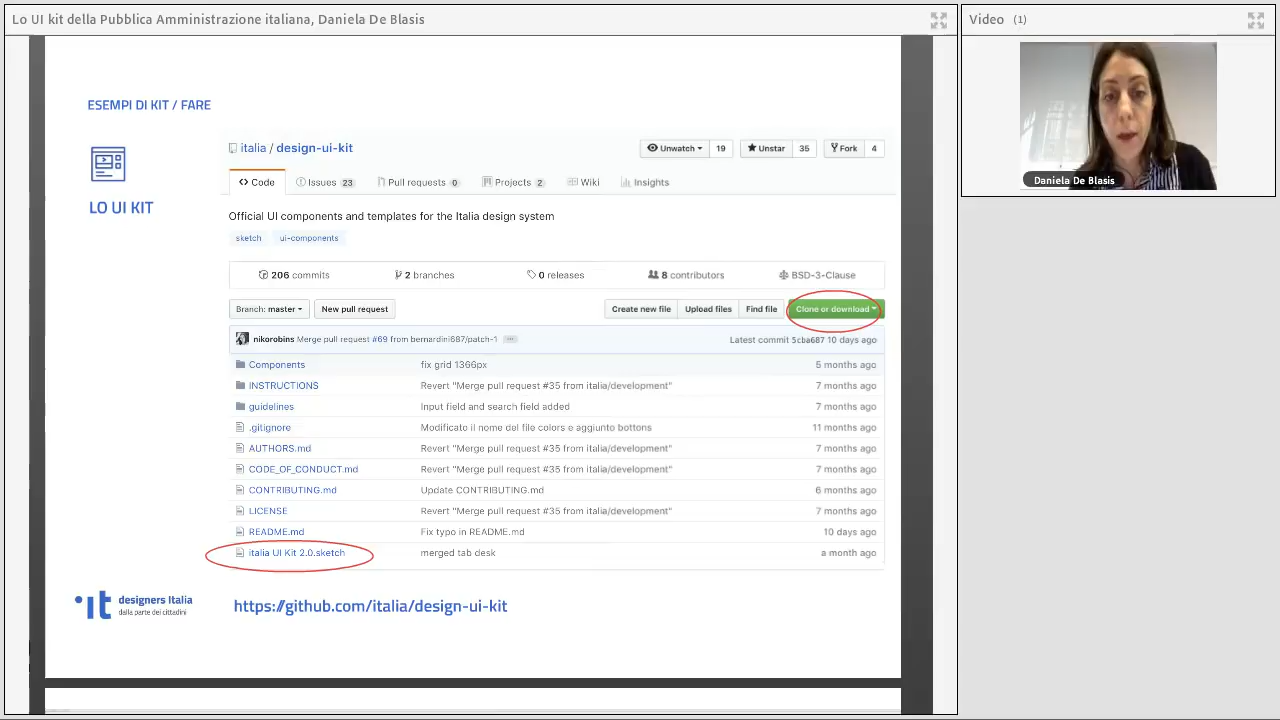 Lo UI kit della Pubblica Amministrazione italiana, Daniela De Blasis
Video (1)
Daniela De Blasis
ESEMPI DI KIT / FARE
LO UI KIT
italia / design-ui-kit
Unwatch 19 Unstar 35 Fork 4
Code Issues 23 Pull requests 0 Projects 2 Wiki Insights
Official UI components and templates for the Italia design system
sketch ui-components
206 commits 2 branches 0 releases 8 contributors BSD-3-Clause
Branch: master New pull request Create new file Upload files Find file Clone or download
nikorobins Merge pull request #69 from bernardini687/patch-1 ... Latest commit 5cba687 10 days ago
Components fix grid 1366px 5 months ago
INSTRUCTIONS Revert "Merge pull request #35 from italia/development" 7 months ago
guidelines Input field and search field added 7 months ago
.gitignore Modificato il nome del file colors e aggiunto bottons 11 months ago
AUTHORS.md Revert "Merge pull request #35 from italia/development" 7 months ago
CODE_OF_CONDUCT.md Revert "Merge pull request #35 from italia/development" 7 months ago
CONTRIBUTING.md Update CONTRIBUTING.md 6 months ago
LICENSE Revert "Merge pull request #35 from italia/development" 7 months ago
README.md Fix typo in README.md 10 days ago
italia UI Kit 2.0.sketch merged tab desk a month ago
it designers Italia
dalla parte dei cittadini
https://github.com/italia/design-ui-kit